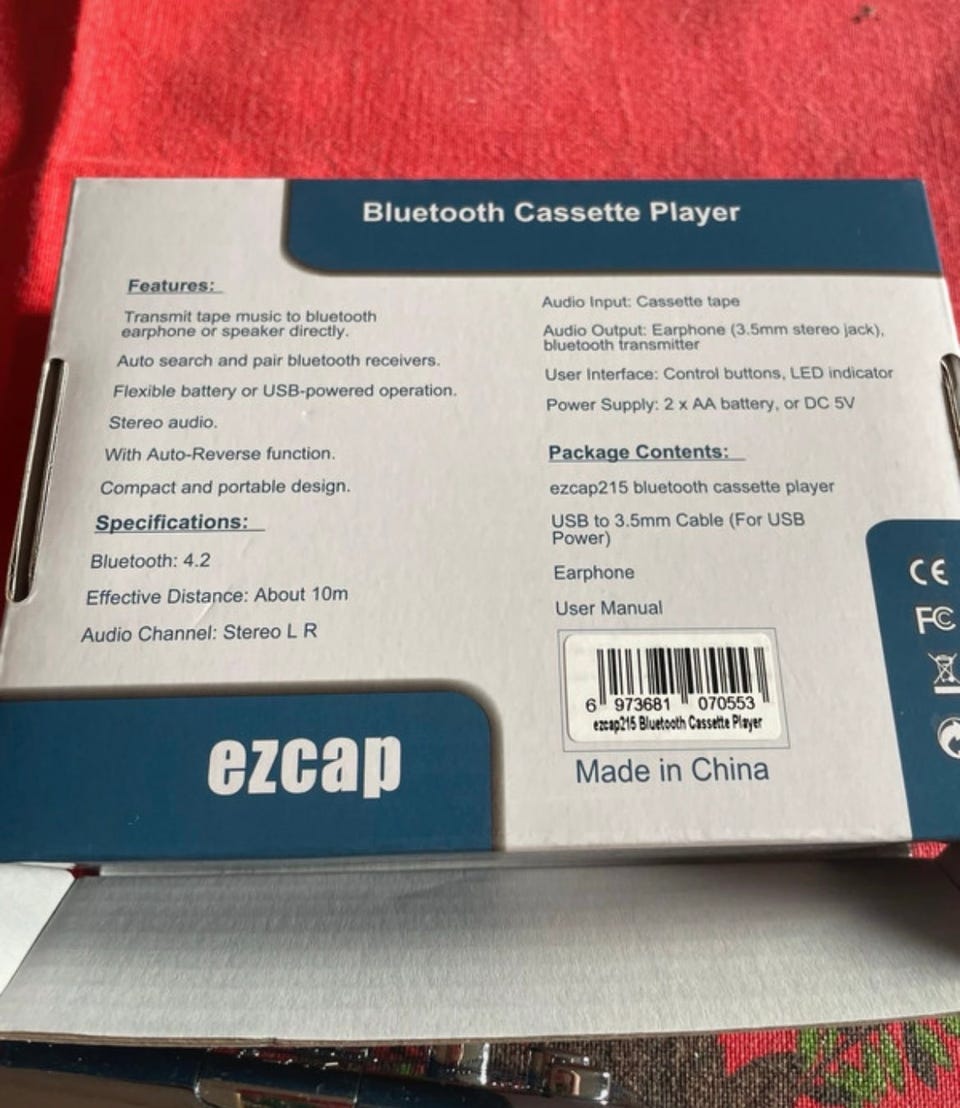 Bluetooth Cassette Player
Features:
Transmit tape music to bluetooth
earphone or speaker directly.
Auto search and pair bluetooth receivers.
Flexible battery or USB-powered operation.
Stereo audio.
With Auto-Reverse function.
Compact and portable design.
Specifications:
Bluetooth: 4.2
Effective Distance: About 10m
Audio Channel: Stereo L R
Audio Input: Cassette tape
Audio Output: Earphone (3.5mm stereo jack),
bluetooth transmitter
User Interface: Control buttons, LED indicator
Power Supply: 2 x AA battery, or DC 5V
Package Contents:
ezcap215 bluetooth cassette player
USB to 3.5mm Cable (For USB
Power)
Earphone
User Manual
6 973681 070553
ezcap215 Bluetooth Cassette Player
Made in China
ezcap
CE
FC